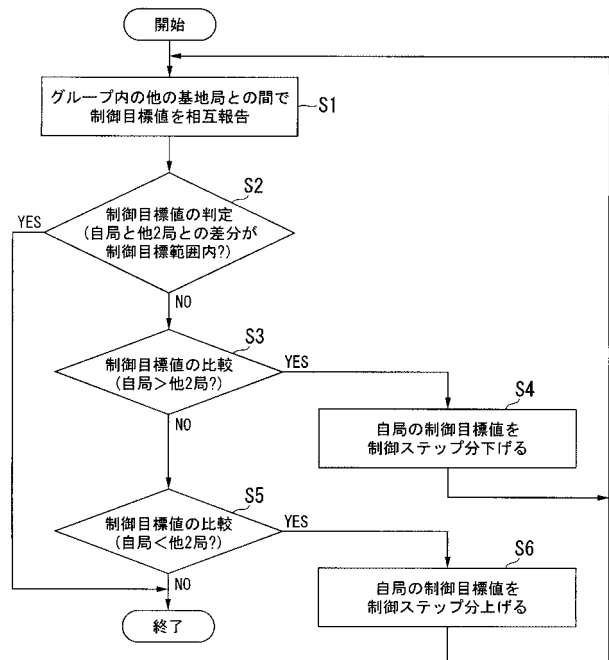 開始
グループ内の他の基地局との間で
制御目標値を相互報告
S1
S2
制御目標値の判定
(自局と他2局との差分が
制御目標範囲内?)
YES
NO
S3
制御目標値の比較
(自局>他2局?)
YES
NO
S4
自局の制御目標値を
制御ステップ分下げる
S5
制御目標値の比較
(自局<他2局?)
YES
NO
S6
自局の制御目標値を
制御ステップ分上げる
終了